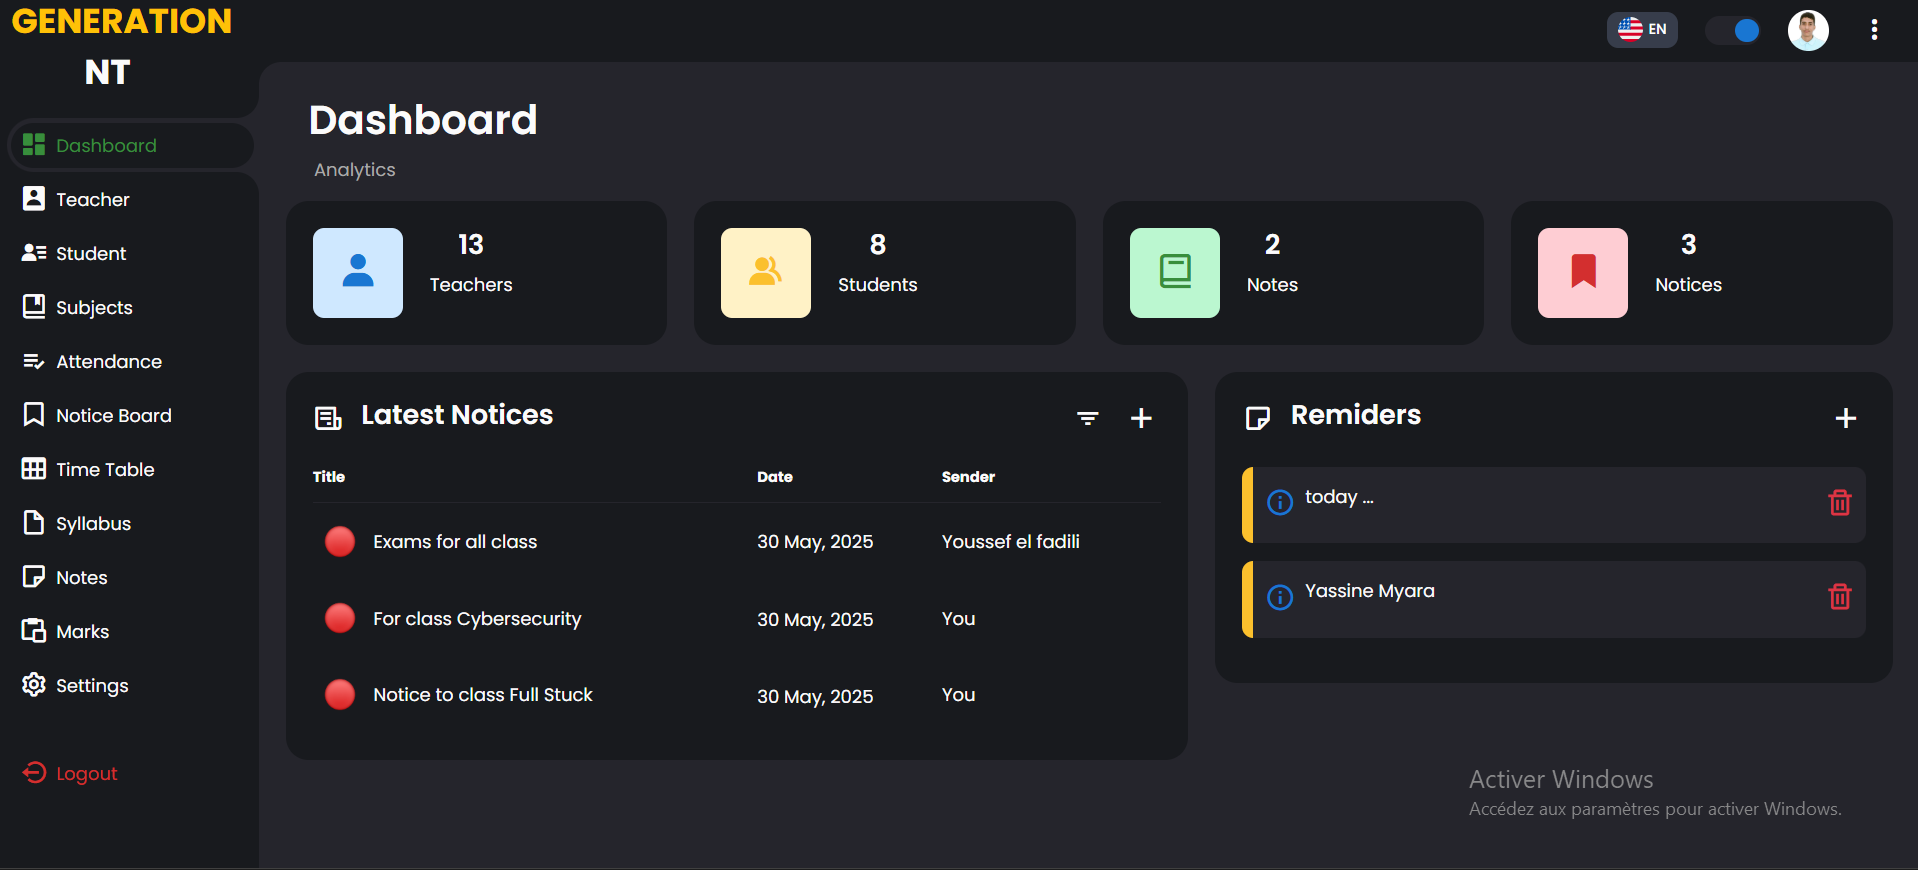 GENERATION
NT
EN
Dashboard
Teacher
Student
Subjects
Attendance
Notice Board
Time Table
Syllabus
Notes
Marks
Settings
Logout
Dashboard
Analytics
13
Teachers
8
Students
2
Notes
3
Notices
Latest Notices
Title Date Sender
Exams for all class 30 May, 2025 Youssef el fadili
For class Cybersecurity 30 May, 2025 You
Notice to class Full Stuck 30 May, 2025 You
Remiders
today ...
Yassine Myara
Activer Windows
Accédez aux paramètres pour activer Windows.